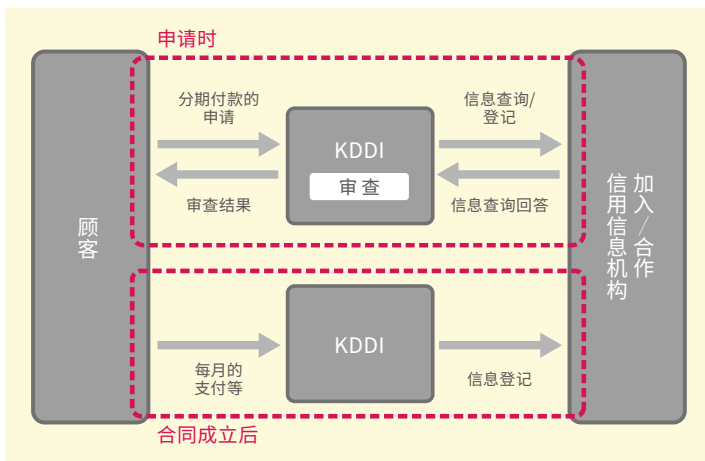 申请时
分期付款的
申请
信息查询/
登记
KDDI
审查
审查结果
信息查询回答
顾客
加入/合作
信用信息机构
KDDI
每月的
支付等
信息登记
合同成立后